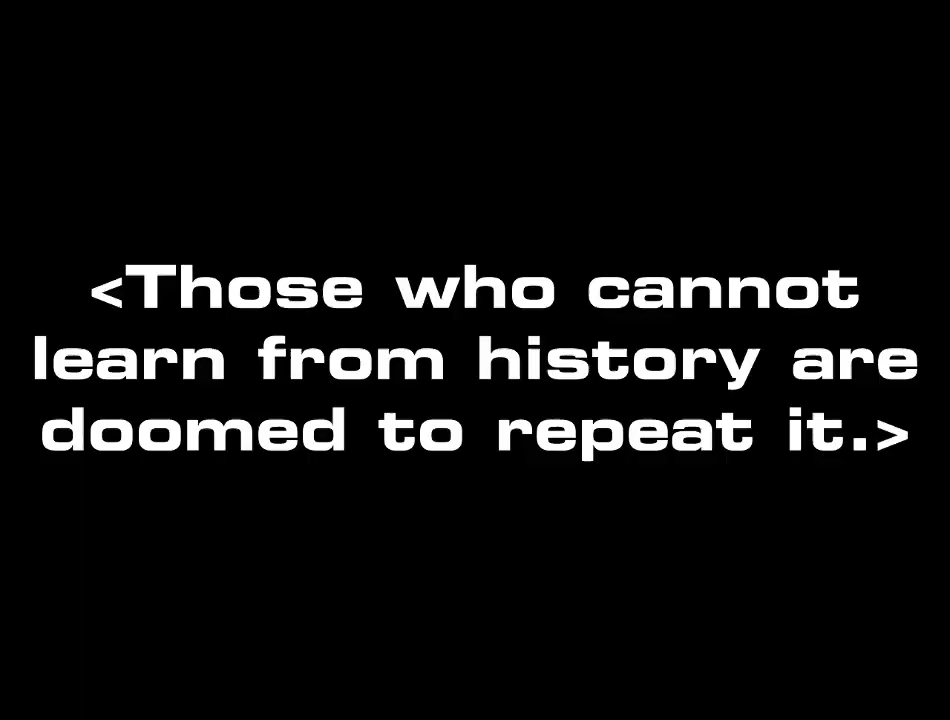 <Those who cannot
learn from history are
doomed to repeat it.>